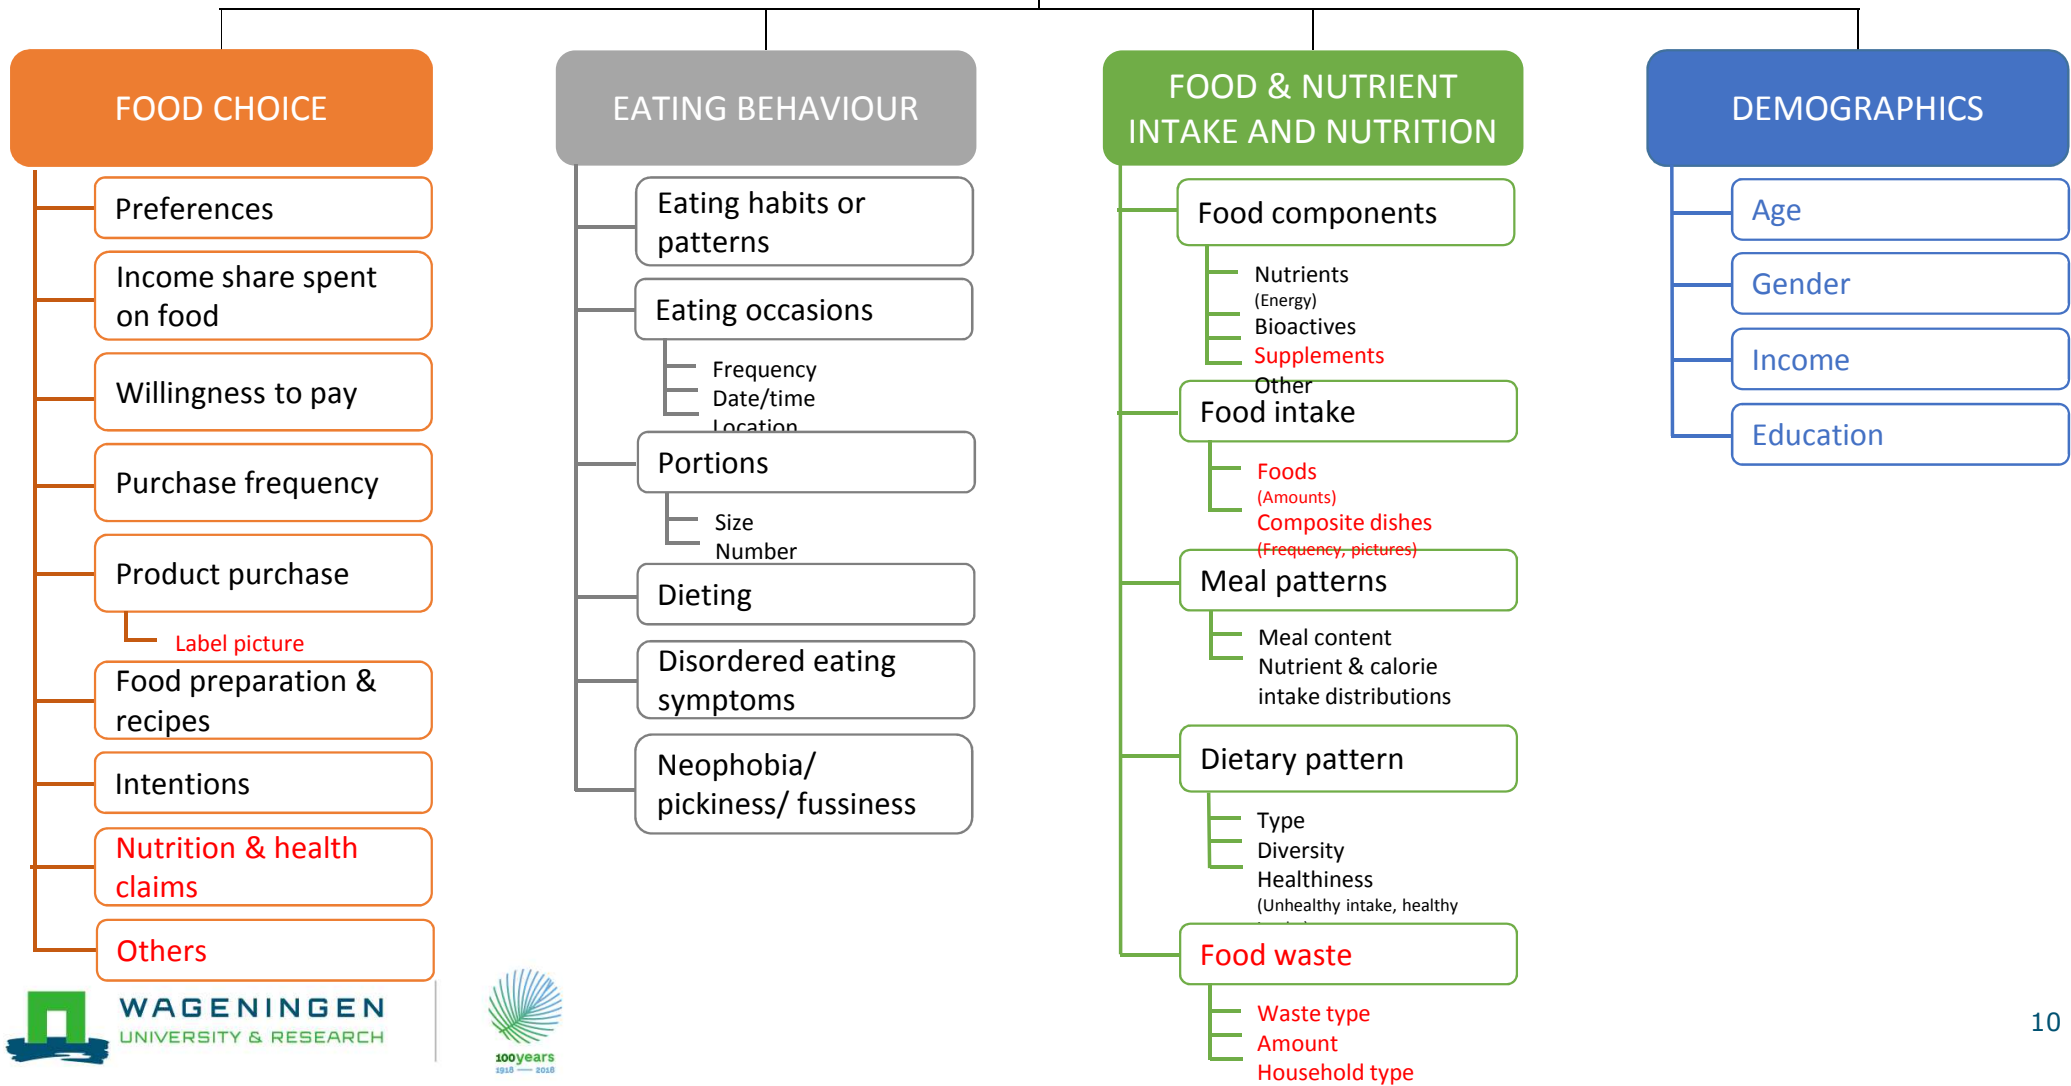 FOOD CHOICE
Preferences
Income share spent
on food
Willingness to pay
Purchase frequency
Product purchase
Label picture
Food preparation &
recipes
Intentions
Nutrition & health
claims
Others
EATING BEHAVIOUR
Eating habits or
patterns
Eating occasions
Frequency
Date/time
Location
Portions
Size
Number
Dieting
Disordered eating
symptoms
Neophobia/
pickiness/ fussiness
FOOD & NUTRIENT
INTAKE AND NUTRITION
Food components
Nutrients
(Energy)
Bioactives
Supplements
Other
Food intake
Foods
(Amounts)
Composite dishes
(Frequency, pictures)
Meal patterns
Meal content
Nutrient & calorie
intake distributions
Dietary pattern
Type
Diversity
Healthiness
(Unhealthy intake, healthy
Food waste
Waste type
Amount
Household type
DEMOGRAPHICS
Age
Gender
Income
Education
WAGENINGEN
UNIVERSITY & RESEARCH
100years
1918 — 2018
10